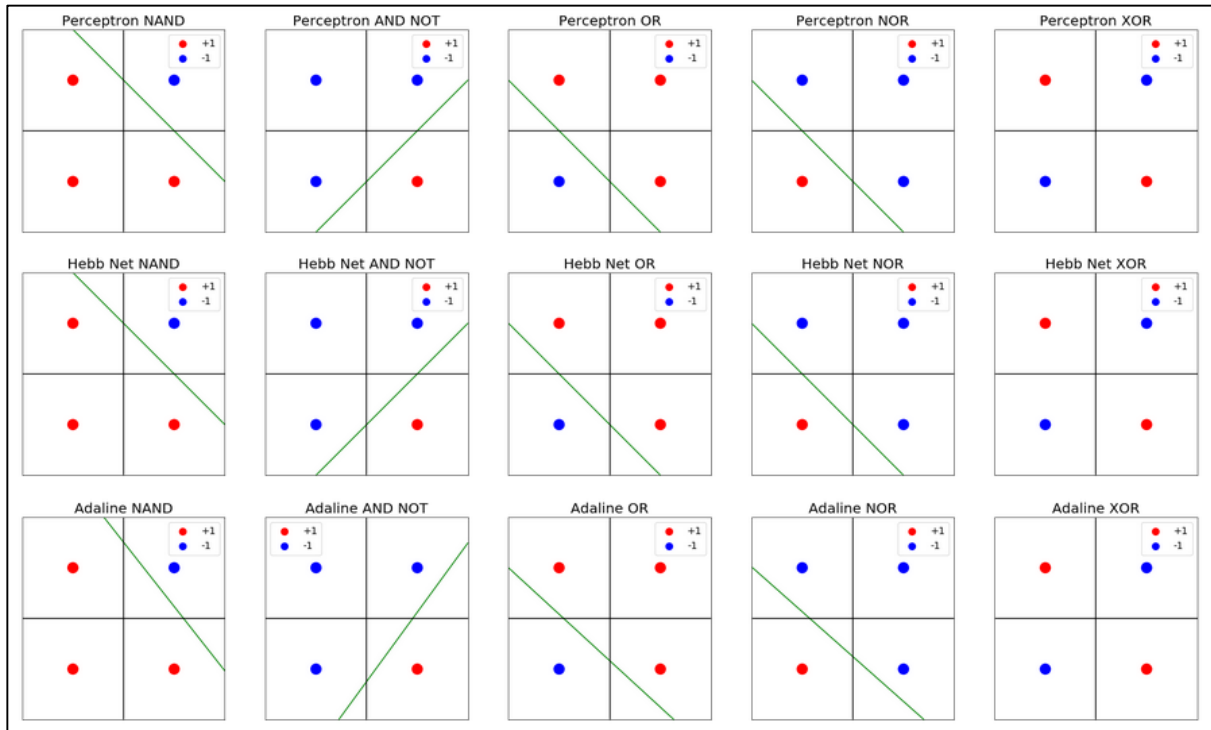 Perceptron NAND
+1
-1
Perceptron AND NOT
+1
-1
Perceptron OR
+1
-1
Perceptron NOR
+1
-1
Perceptron XOR
+1
-1
Hebb Net NAND
+1
-1
Hebb Net AND NOT
+1
-1
Hebb Net OR
+1
-1
Hebb Net NOR
+1
-1
Hebb Net XOR
+1
-1
Adaline NAND
+1
-1
Adaline AND NOT
+1
-1
Adaline OR
+1
-1
Adaline NOR
+1
-1
Adaline XOR
+1
-1